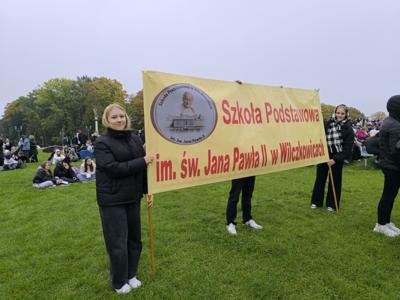 Szkoła Podstawowa
im. św. Jana Pawła II w Wilczkowicach